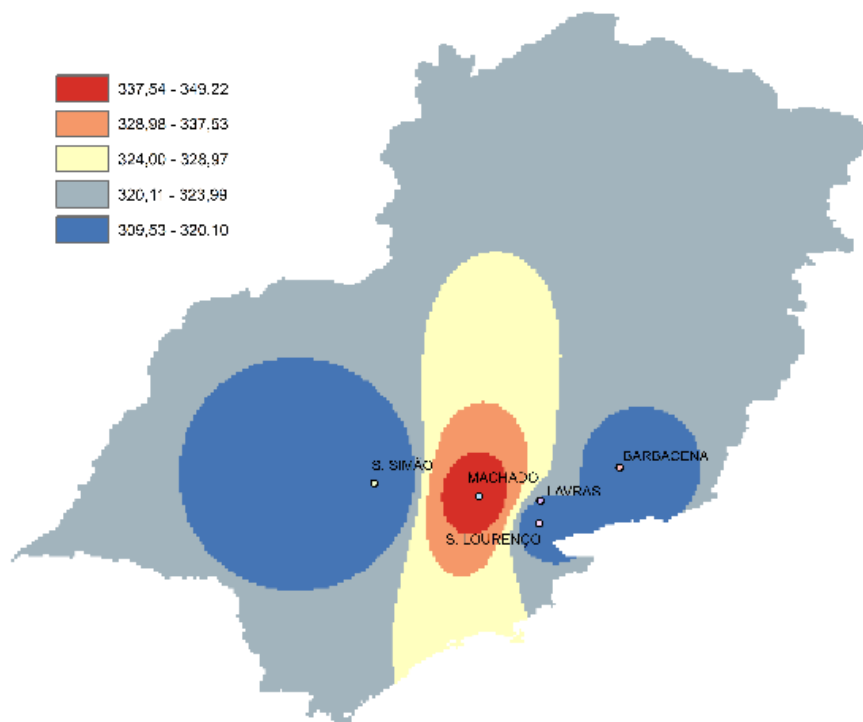 337,54 - 349.22
328,98 - 337,53
324,00 - 328,97
320,11 - 323,99
309,53 - 320.10
S. SIMÃO
MACHADO
BARBACENA
LAVRAS
S. LOURENÇO